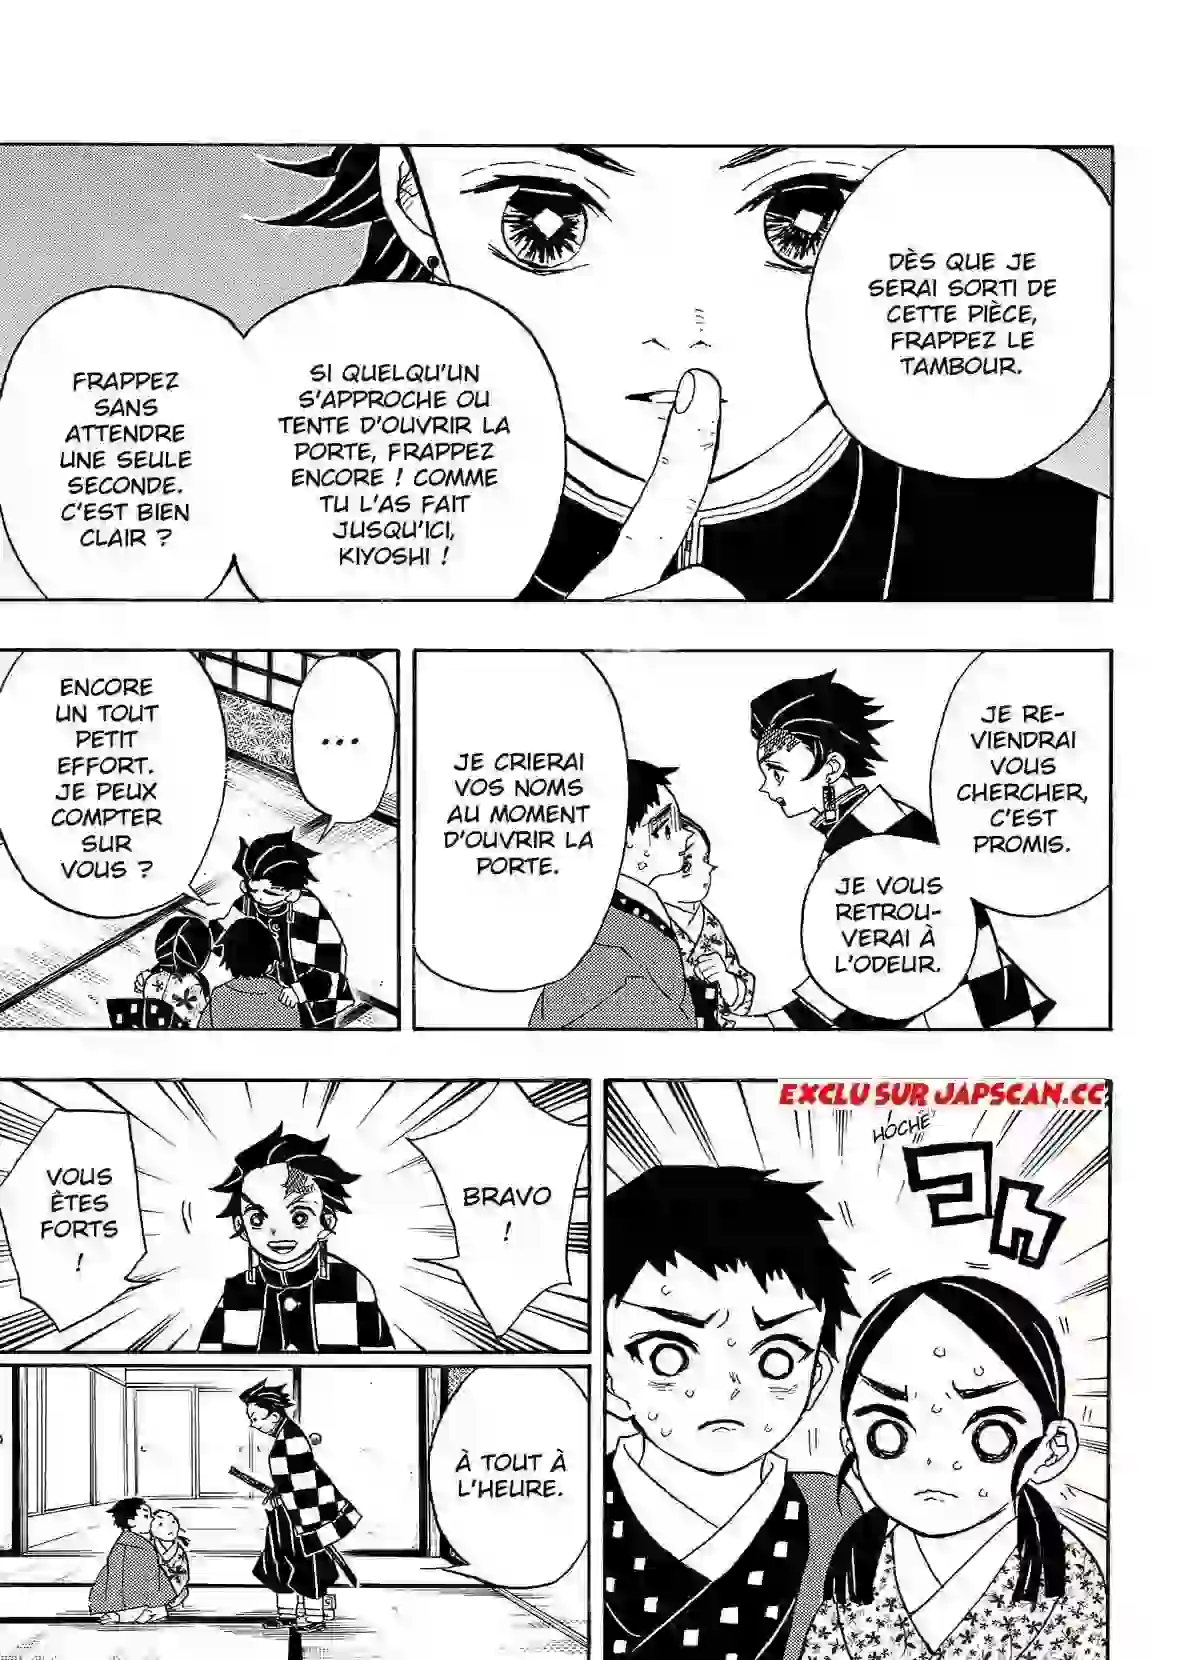 DÈS QUE JE
SERAI SORTI DE
CETTE PIÈCE,
FRAPPEZ LE
TAMBOUR.
SI QUELQU'UN
S'APPROCHE OU
TENTE D'OUVRIR LA
PORTE, FRAPPEZ
ENCORE ! COMME
TU L'AS FAIT
JUSQU'ICI,
KIYOSHI !
FRAPPEZ
SANS
ATTENDRE
UNE SEULE
SECONDE.
C'EST BIEN
CLAIR ?
JE RE-
VIENDRAI
VOUS
CHERCHER,
C'EST
PROMIS.
JE VOUS
RETROU-
VERAI À
L'ODEUR.
JE CRIERAI
VOS NOMS
AU MOMENT
D'OUVRIR LA
PORTE.
...
ENCORE
UN TOUT
PETIT
EFFORT.
JE PEUX
COMPTER
SUR
VOUS ?
EXCLU SUR JAPSCAN.CC
HOCHE
コクン
BRAVO
!
VOUS
ÊTES
FORTS
!
À TOUT À
L'HEURE.